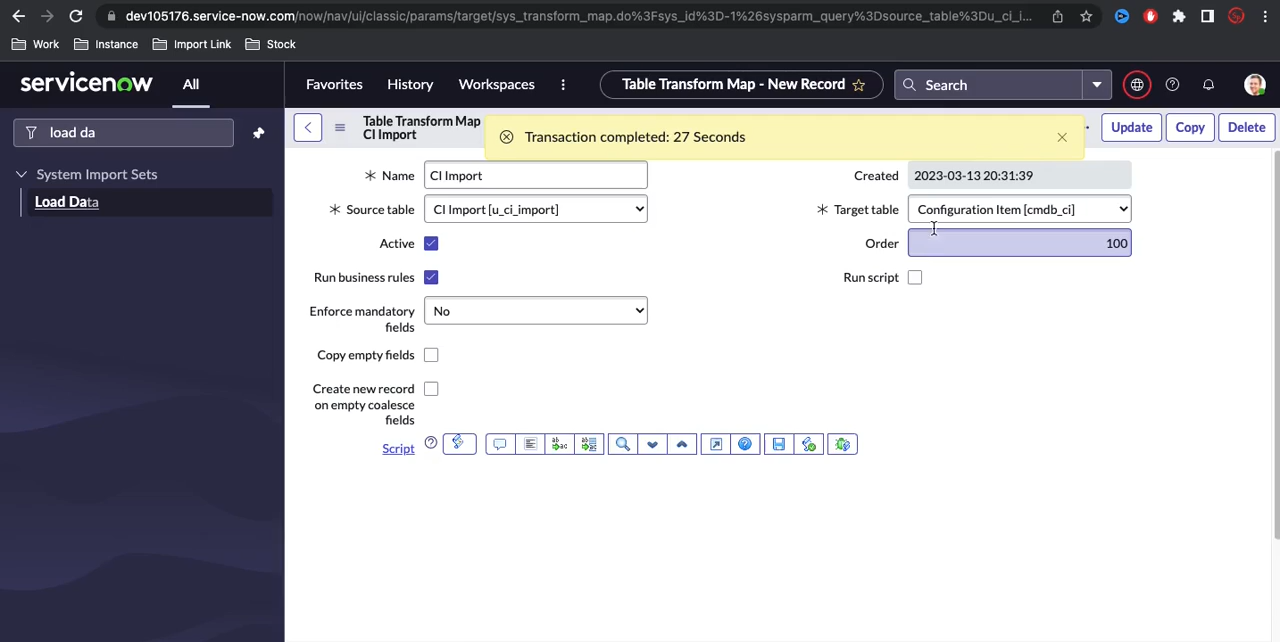 dev105176.service-now.com/now/nav/ui/classic/params/target/sys_transform_map.do%3Fsys_id%3D-1%26sysparm_query%3Dsource_table%3Du_ci_i...
Work Instance Import Link Stock
servicenow All Favorites History Workspaces Table Transform Map - New Record Search
load da
System Import Sets
Load Data
Table Transform Map
CI Import
Transaction completed: 27 Seconds
Update Copy Delete
Name CI Import Created 2023-03-13 20:31:39
Source table CI Import [u_ci_import] Target table Configuration Item [cmdb_ci]
Active Order 100
Run business rules Run script
Enforce mandatory fields No
Copy empty fields
Create new record
on empty coalesce
fields
Script